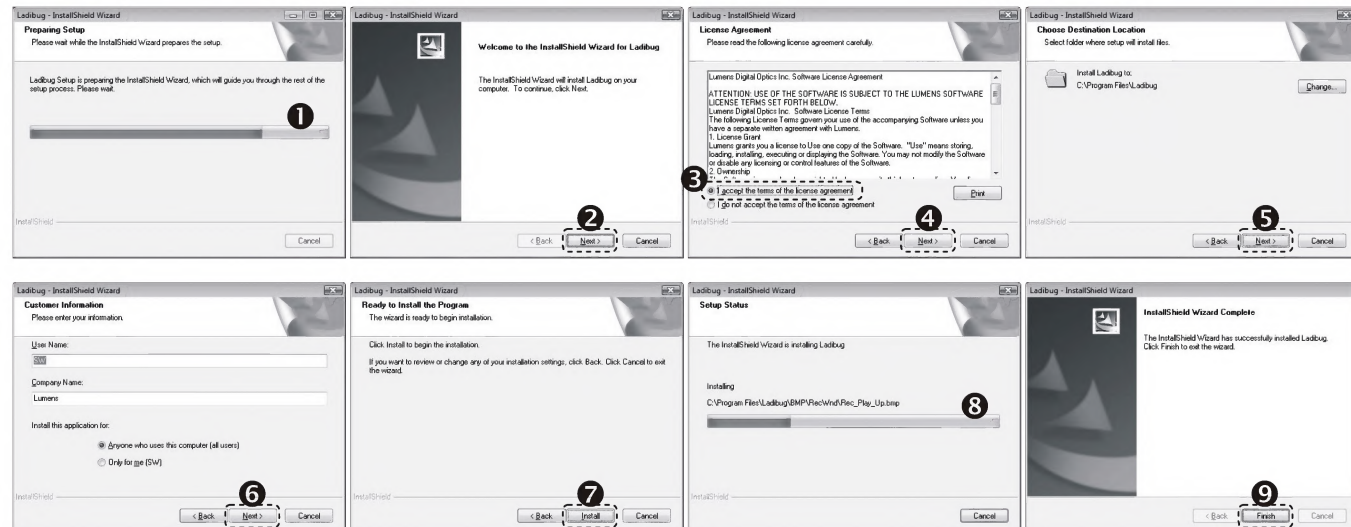 Ladibug - InstallShield Wizard
Preparing Setup
Please wait while the InstallShield Wizard prepares the setup.
Ladibug Setup is preparing the InstallShield Wizard, which will guide you through the rest of the
setup process. Please wait.
1
InstallShield
Cancel
Ladibug - InstallShield Wizard
Welcome to the InstallShield Wizard for Ladibug
The InstallShield Wizard will install Ladibug on your
computer. To continue, click Next.
2
< Back
Next >
Cancel
Ladibug - InstallShield Wizard
License Agreement
Please read the following license agreement carefully.
Lumens Digital Optics Inc. Software License Agreement
ATTENTION: USE OF THE SOFTWARE IS SUBJECT TO THE LUMENS SOFTWARE
LICENSE TERMS SET FORTH BELOW.
Lumens Digital Optics Inc. Software License Terms
The following License Terms govern your use of the accompanying Software unless you
have a separate written agreement with Lumens.
1. License Grant
Lumens grants you a license to Use one copy of the Software. "Use" means storing,
loading, installing, executing or displaying the Software. You may not modify the Software
or disable any licensing or control features of the Software.
2. Ownership
3
I accept the terms of the license agreement
Print
I do not accept the terms of the license agreement
InstallShield
4
< Back
Next >
Cancel
Ladibug - InstallShield Wizard
Choose Destination Location
Select folder where setup will install files.
Install Ladibug to:
C:\Program Files\Ladibug
Change...
InstallShield
5
< Back
Next >
Cancel
Ladibug - InstallShield Wizard
Customer Information
Please enter your information.
User Name:
SW
Company Name:
Lumens
Install this application for:
Anyone who uses this computer (all users)
Only for me (SW)
InstallShield
6
< Back
Next >
Cancel
Ladibug - InstallShield Wizard
Ready to Install the Program
The wizard is ready to begin installation.
Click Install to begin the installation.
If you want to review or change any of your installation settings, click Back. Click Cancel to exit
the wizard.
InstallShield
7
< Back
Install
Cancel
Ladibug - InstallShield Wizard
Setup Status
The InstallShield Wizard is installing Ladibug
Installing
C:\Program Files\Ladibug\BMP\RecWnd\Rec_Play_Up.bmp
8
InstallShield
Cancel
Ladibug - InstallShield Wizard
InstallShield Wizard Complete
The InstallShield Wizard has successfully installed Ladibug.
Click Finish to exit the wizard.
9
< Back
Finish
Cancel